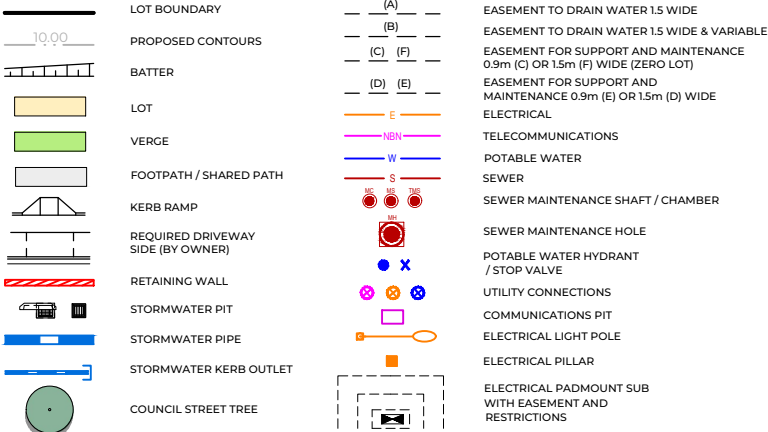 LOT BOUNDARY
10.00
PROPOSED CONTOURS
BATTER
LOT
VERGE
FOOTPATH / SHARED PATH
KERB RAMP
REQUIRED DRIVEWAY
SIDE (BY OWNER)
RETAINING WALL
STORMWATER PIT
STORMWATER PIPE
STORMWATER KERB OUTLET
COUNCIL STREET TREE
(A)
EASEMENT TO DRAIN WATER 1.5 WIDE
(B)
EASEMENT TO DRAIN WATER 1.5 WIDE & VARIABLE
(C) (F)
EASEMENT FOR SUPPORT AND MAINTENANCE
0.9m (C) OR 1.5m (F) WIDE (ZERO LOT)
(D) (E)
EASEMENT FOR SUPPORT AND
MAINTENANCE 0.9m (E) OR 1.5m (D) WIDE
E
ELECTRICAL
NBN
TELECOMMUNICATIONS
W
POTABLE WATER
S
SEWER
MC MS TMS
SEWER MAINTENANCE SHAFT / CHAMBER
MH
SEWER MAINTENANCE HOLE
POTABLE WATER HYDRANT
/ STOP VALVE
UTILITY CONNECTIONS
COMMUNICATIONS PIT
ELECTRICAL LIGHT POLE
ELECTRICAL PILLAR
ELECTRICAL PADMOUNT SUB
WITH EASEMENT AND
RESTRICTIONS